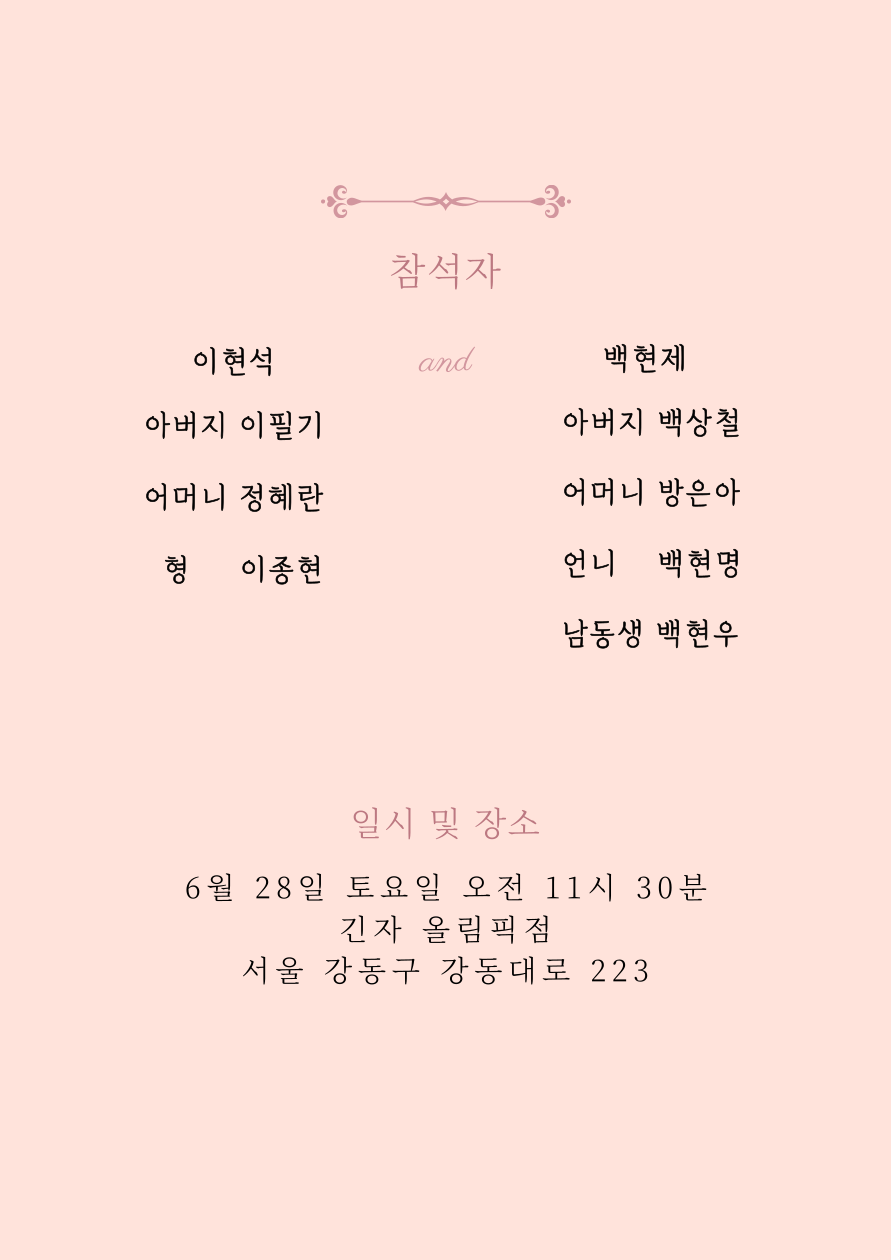 참석자
이현석 and 백현제
아버지 이필기 아버지 백상철
어머니 정혜란 어머니 방은아
형 이종현 언니 백현명
남동생 백현우
일시 및 장소
6월 28일 토요일 오전 11시 30분
긴자 올림픽점
서울 강동구 강동대로 223